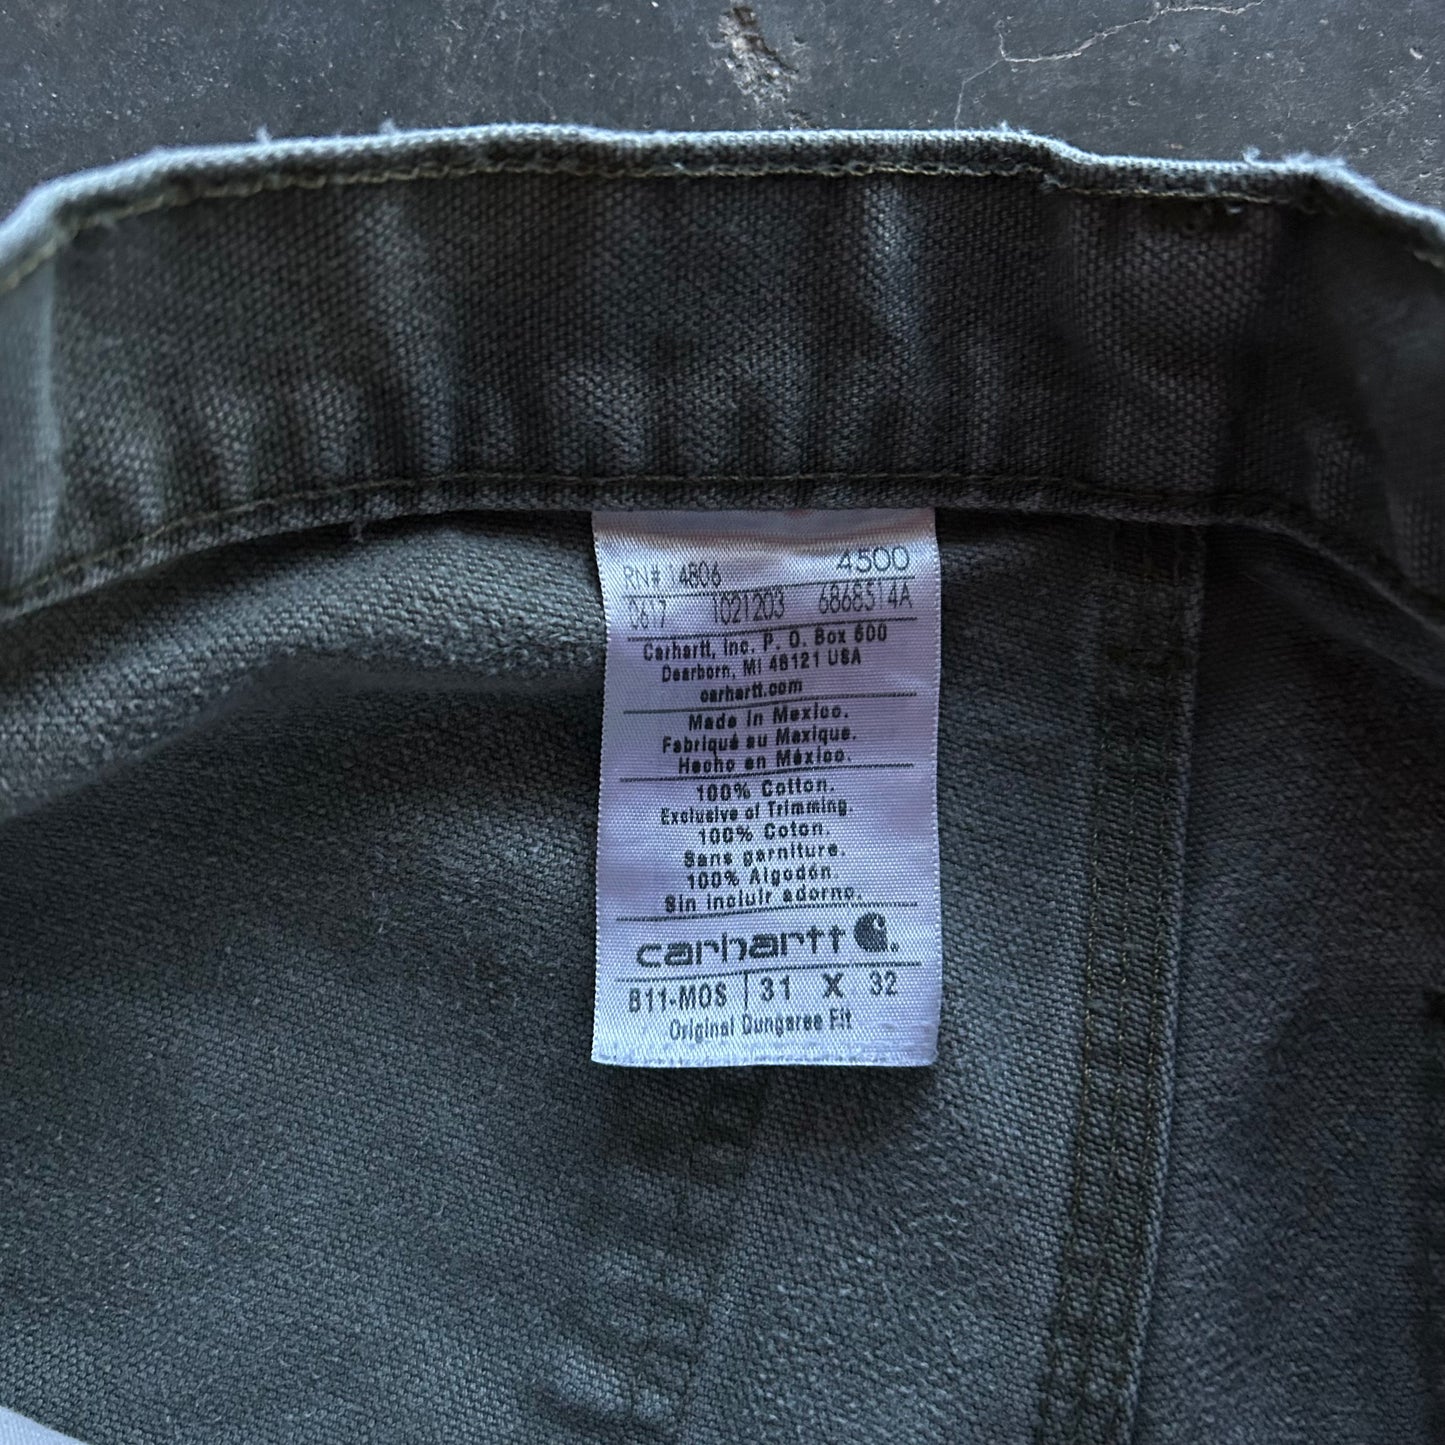 RN# 14806 4500
0617 1021203 6868514A
Carhartt, Inc. P. O. Box 600
Dearborn, MI 48121 USA
carhartt.com
Made in Mexico.
Fabriqué au Mexique.
Hecho en México.
100% Cotton.
Exclusive of Trimming.
100% Coton.
Sans garniture.
100% Algodón.
Sin incluir adorno.
carhartt
B11-MOS 31 X 32
Original Dungaree Fit